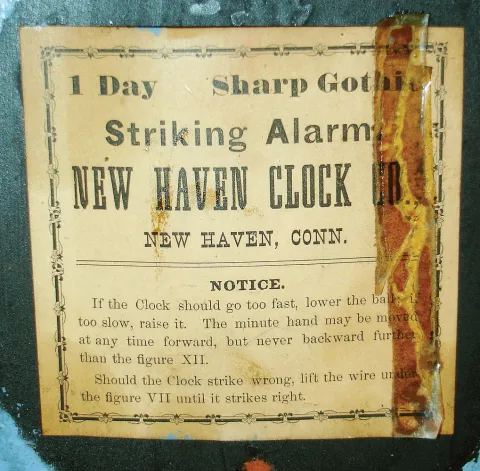 1 Day Sharp Gothic
Striking Alarm.
NEW HAVEN CLOCK CO.,
NEW HAVEN, CONN.
NOTICE.
If the Clock should go too fast, lower the ball; if
too slow, raise it. The minute hand may be moved
at any time forward, but never backward further
than the figure XII.
Should the Clock strike wrong, lift the wire under
the figure VII until it strikes right.